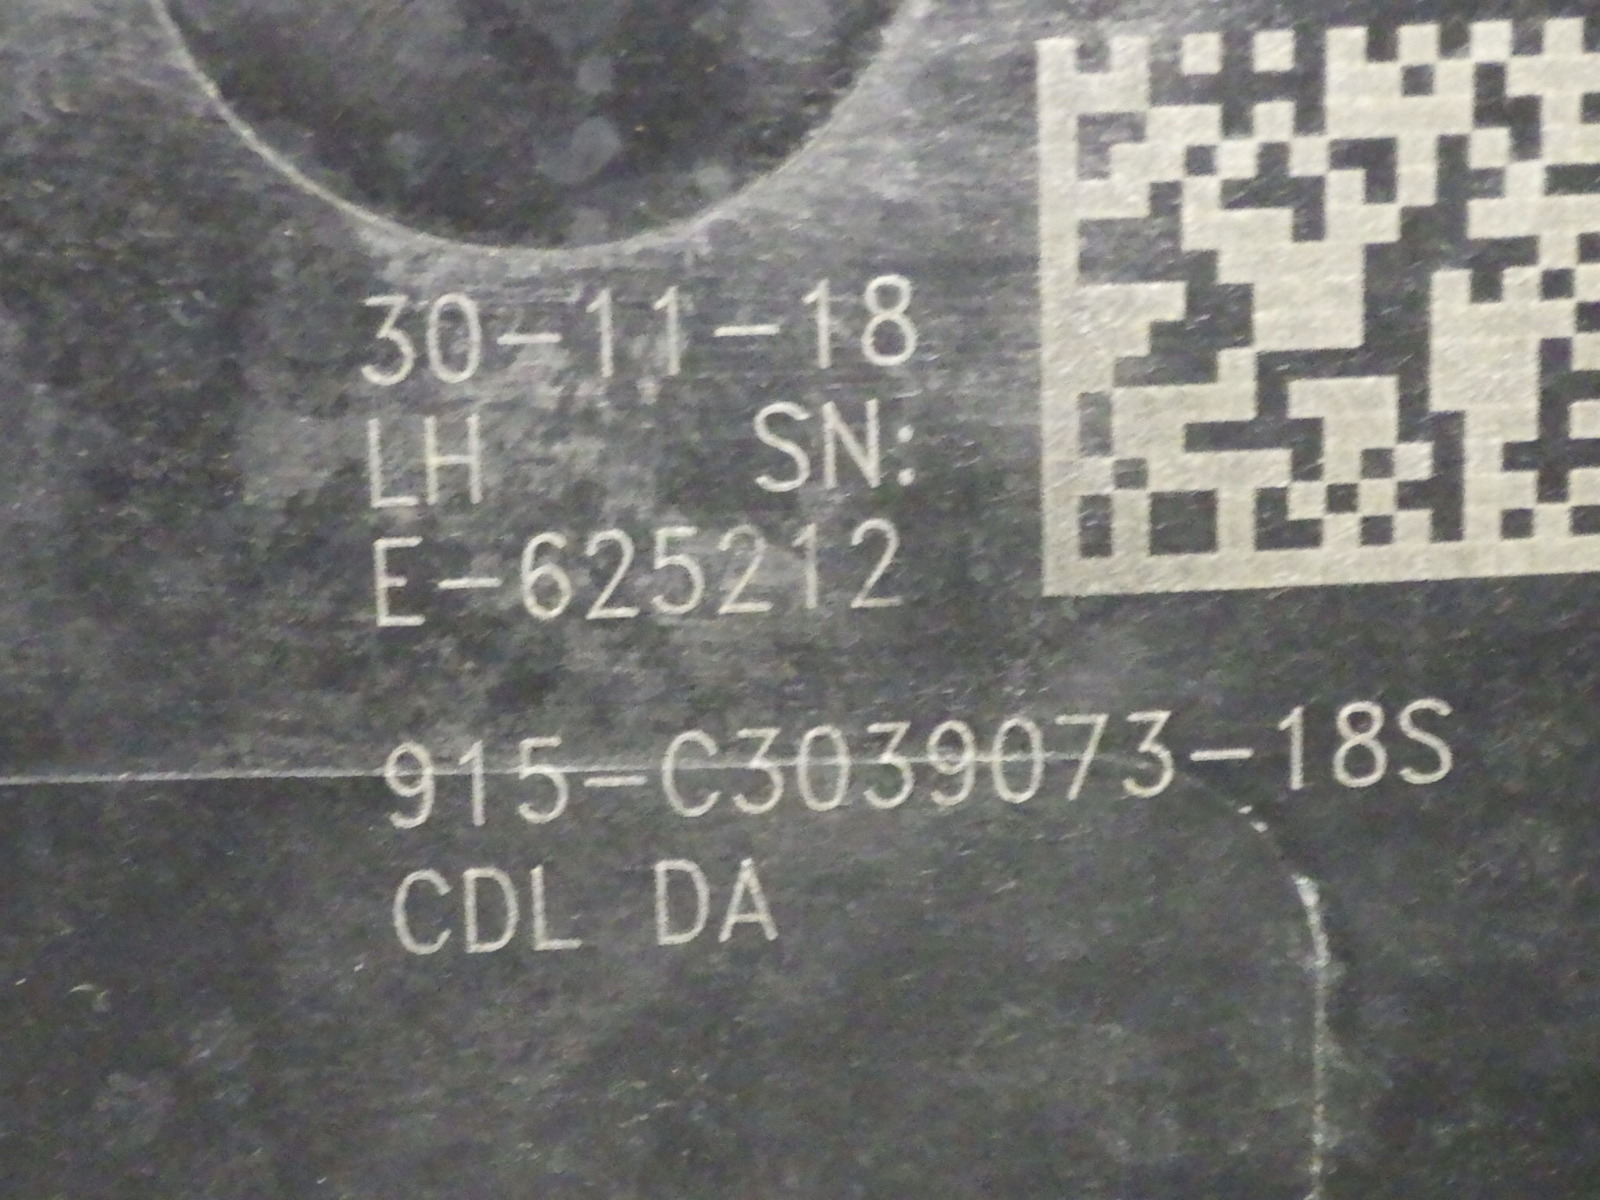 30-11-18
LH SN:
E-625212
915-C3039073-18S
CDL DA